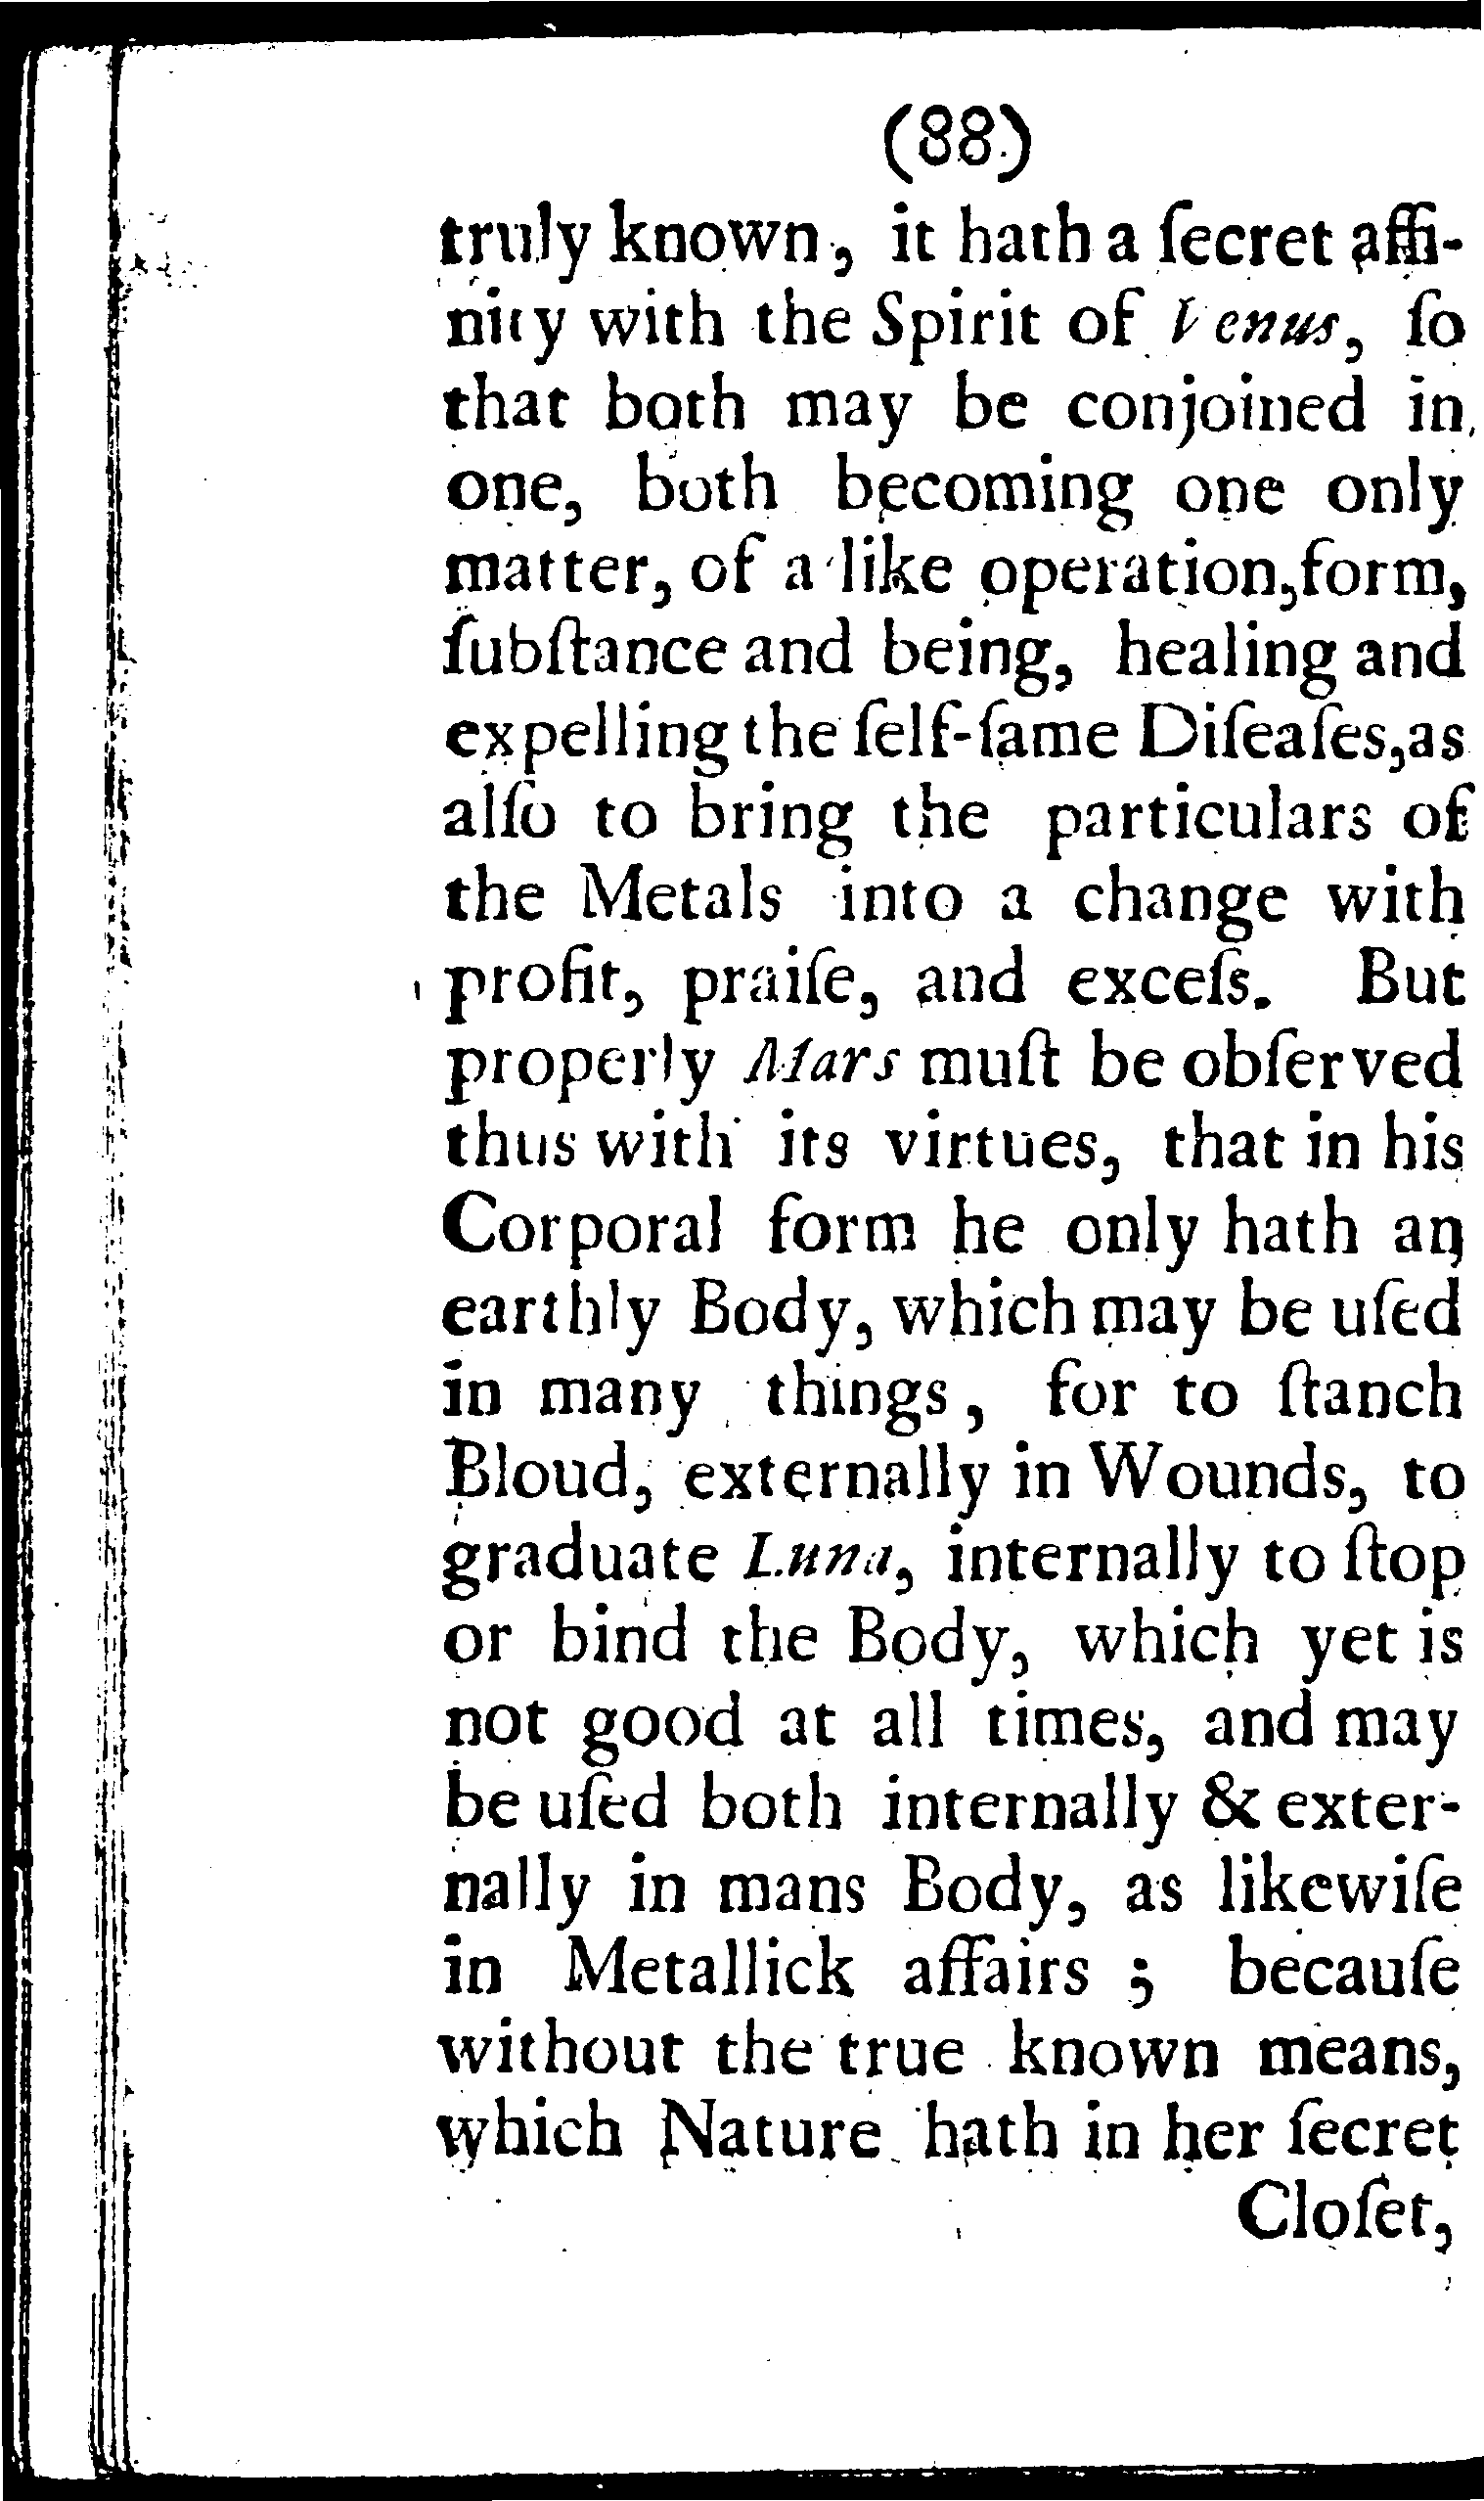 (88.)
truly known, it hath a ſecret affi-
nity with the Spirit of Venus, ſo
that both may be conjoined in
one, both becoming one only
matter, of a like operation,form,
ſubſtance and being, healing and
expelling the ſelf-ſame Diſeaſes,as
alſo to bring the particulars of
the Metals into a change with
profit, praiſe, and exceſs. But
properly Mars muſt be obſerved
thus with its virtues, that in his
Corporal form he only hath an
earthly Body, which may be uſed
in many things, for to ſtanch
Bloud, externally in Wounds, to
graduate Luna, internally to ſtop
or bind the Body, which yet is
not good at all times, and may
be uſed both internally & exter-
nally in mans Body, as likewiſe
in Metallick affairs ; becauſe
without the true known means,
which Nature hath in her ſecret
Cloſet,